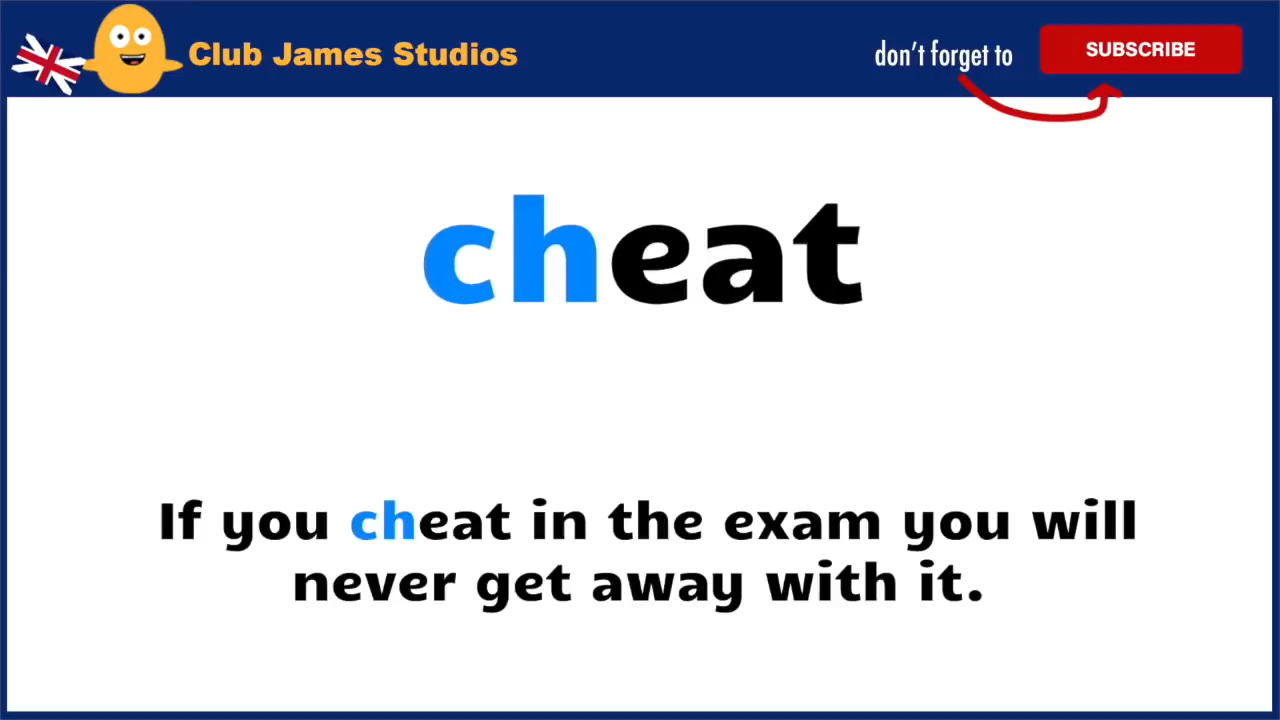 Club James Studios
don't forget to
SUBSCRIBE
cheat
If you cheat in the exam you will
never get away with it.